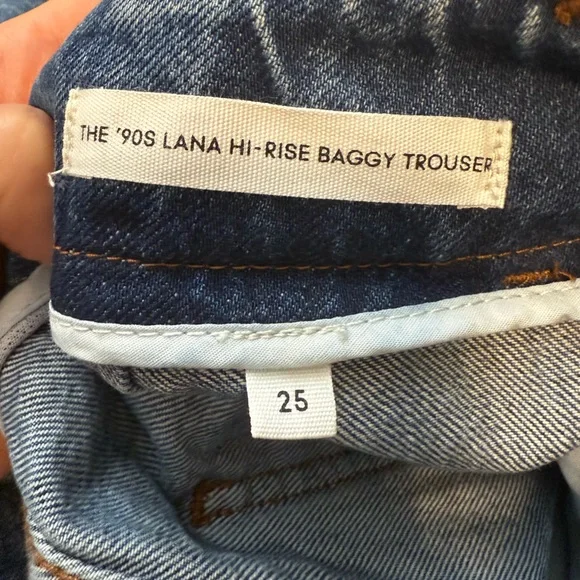 THE '90S LANA HI-RISE BAGGY TROUSER
25